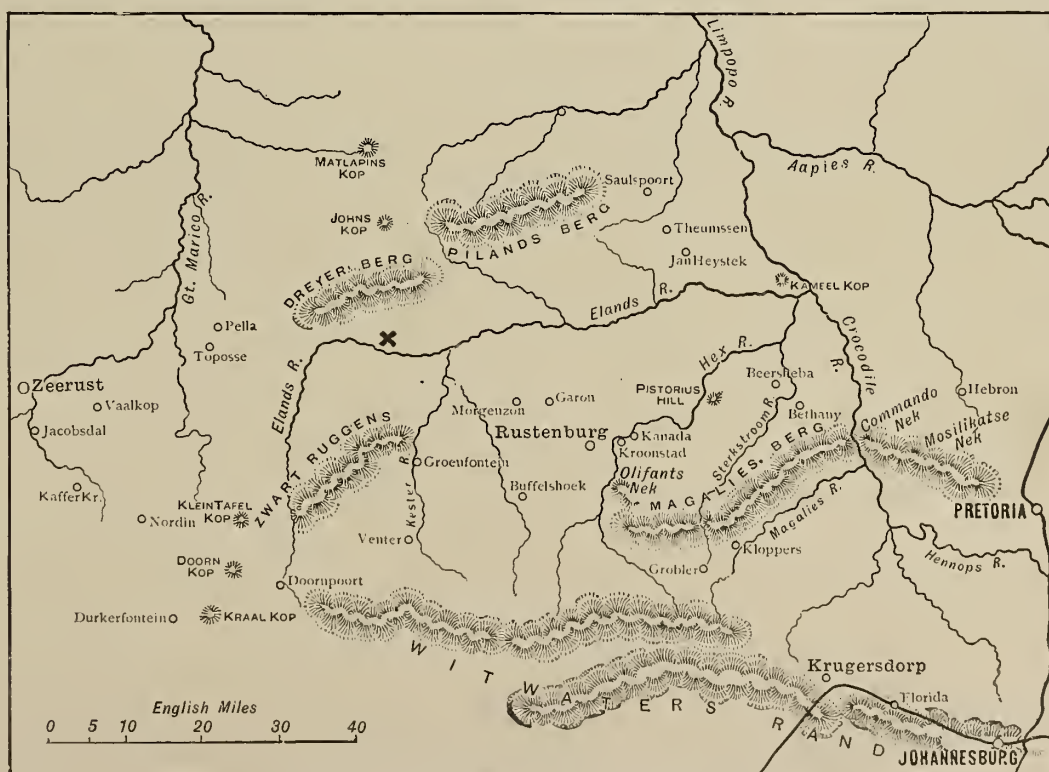 Limpopo R.
Aapies R.
MATLAPINS
KOP
Saulspoort
Gt. Marico R.
JOHNS
KOP
PILANDS BERG
Theunissen
Jan Heystek
DREYER BERG
KAMEEL KOP
Elands R.
Pella
Toposse
Elands R.
Hex R.
Crocodile R.
Zeerust
Vaalkop
Beersheba
PISTORIUS
HILL
Hebron
Morgenzon
Garon
Bethany
Commando
Nek
Mosilikatse
Nek
Jacobsdal
Rustenburg
Kanada
Kroonstad
Sterkstroom R.
ZWART RUGGENS
Groenfontein
Olifants
Nek
MAGALIES. BERG
Kaffer Kr.
KLEIN TAFEL
KOP
Nordin
Kester R.
Buffelshoek
Magalies R.
PRETORIA
Venter
Kloppers
DOORN
KOP
Doornpoort
Grobler
Hennops R.
Durkerfontein
KRAAL KOP
WITWATERS RAND
Krugersdorp
Florida
English Miles
0 5 10 20 30 40
JOHANNESBURG